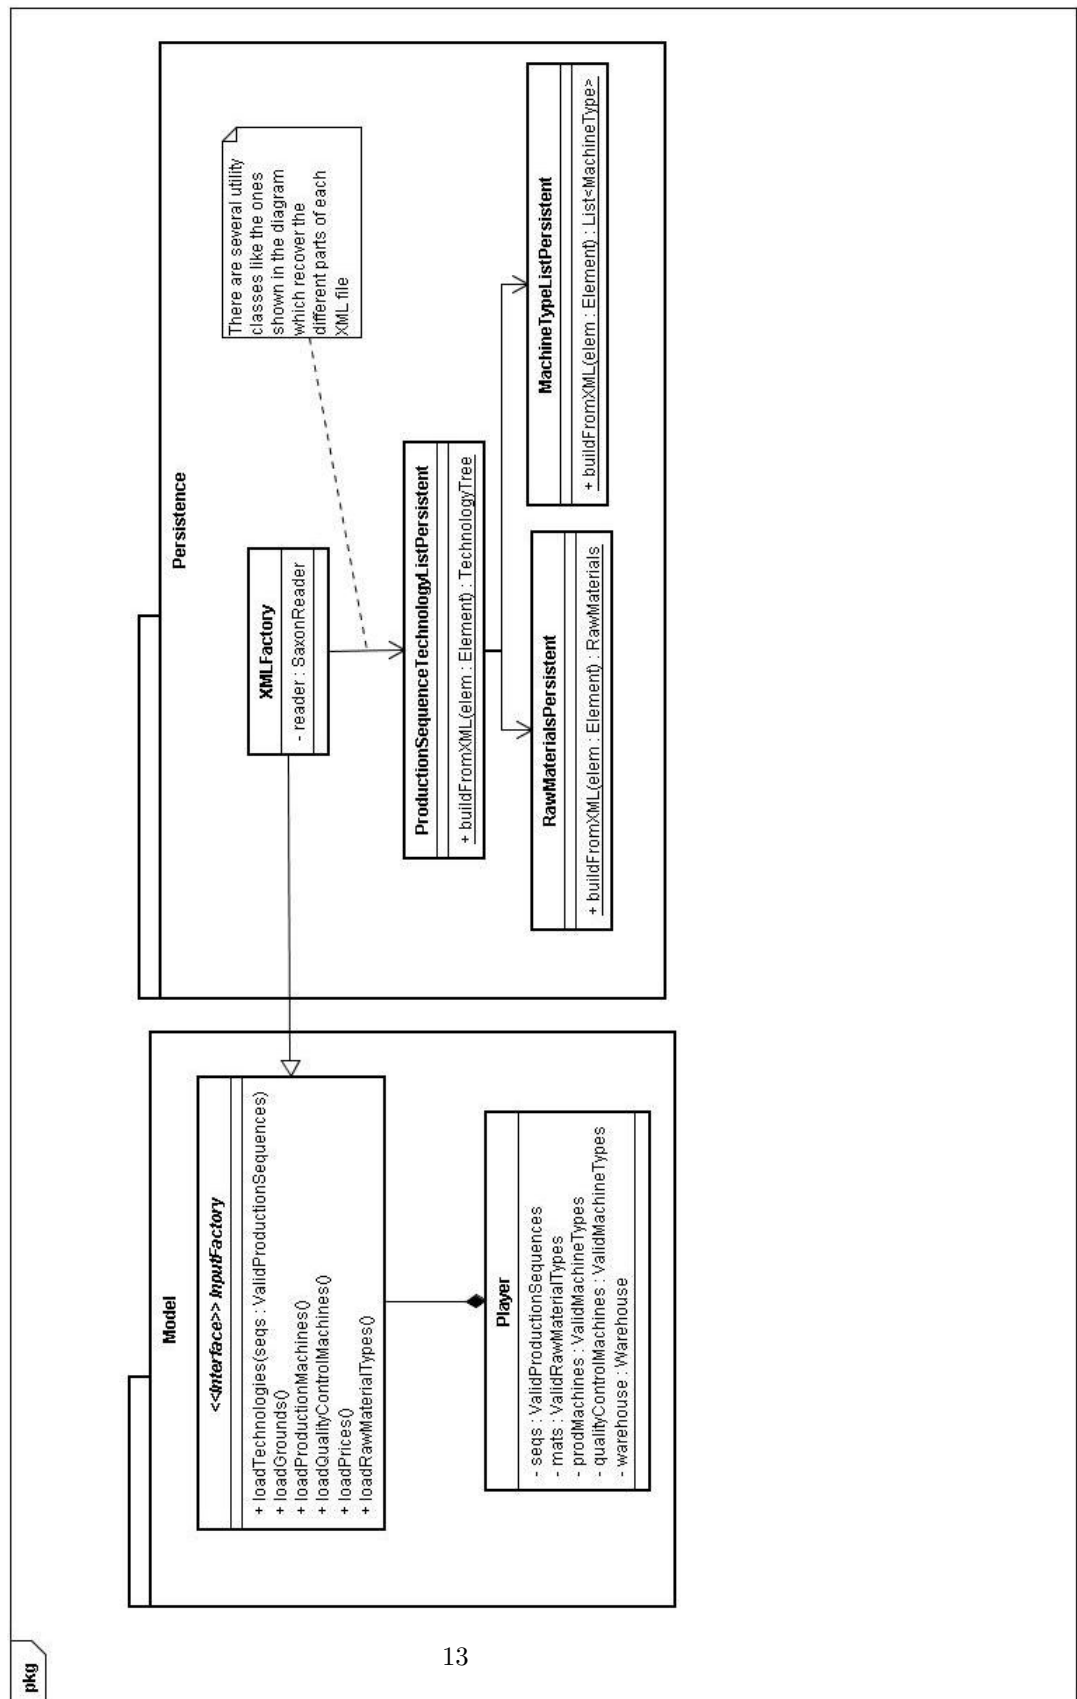 pkg
Model
<<Interface>> InputFactory
+ loadTechnologies(seqs : ValidProductionSequences)
+ loadGrounds()
+ loadProductionMachines()
+ loadQualityControlMachines()
+ loadPrices()
+ loadRawMaterialTypes()
Player
- seqs : ValidProductionSequences
- mats : ValidRawMaterialTypes
- prodMachines : ValidMachineTypes
- qualityControlMachines : ValidMachineTypes
- warehouse : Warehouse
Persistence
XMLFactory
- reader : SaxonReader
There are several utility
classes like the ones
shown in the diagram
which recover the
different parts of each
XML file
ProductionSequenceTechnologyListPersistent
+ buildFromXML(elem : Element) : TechnologyTree
RawMaterialsPersistent
+ buildFromXML(elem : Element) : RawMaterials
MachineTypeListPersistent
+ buildFromXML(elem : Element) : List<MachineType>
13